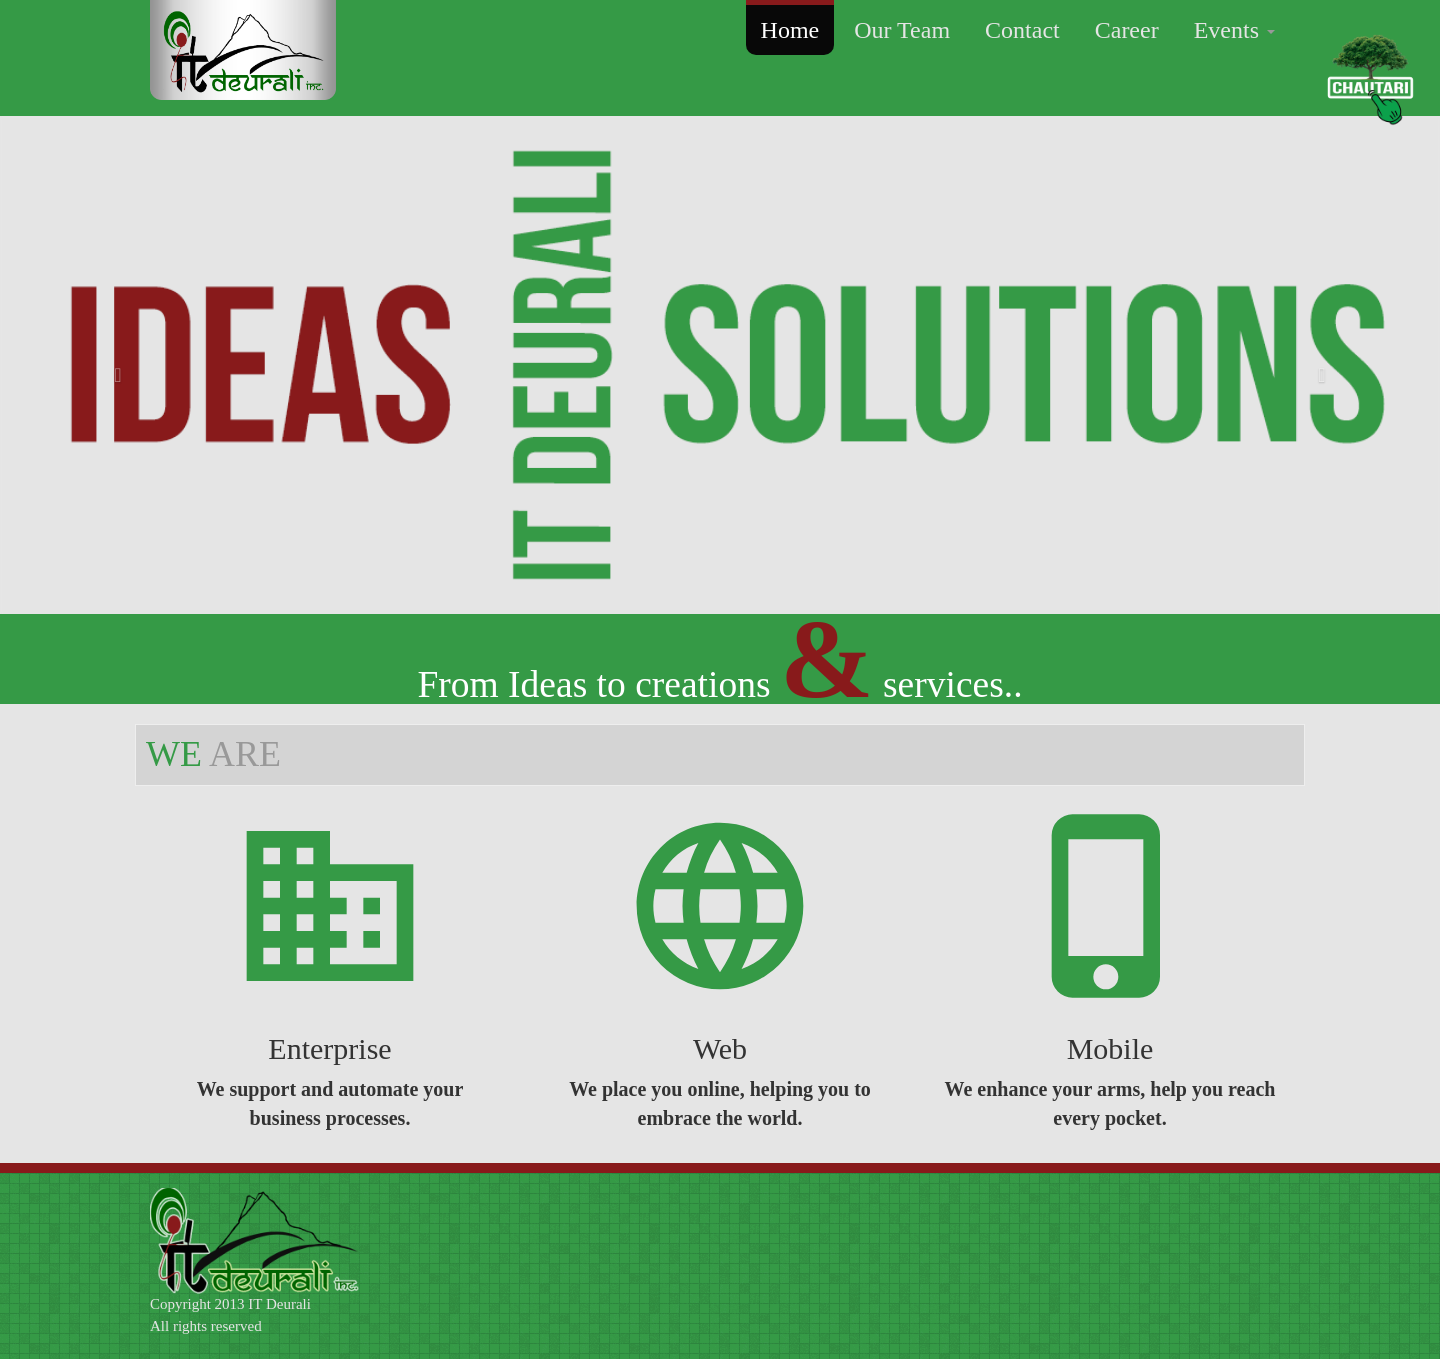 iT deurali inc.
Home Our Team Contact Career Events
CHAUTARI
IDEAS IT DEURALI SOLUTIONS
From Ideas to creations & services..
WE ARE
Enterprise
We support and automate your
business processes.
Web
We place you online, helping you to
embrace the world.
Mobile
We enhance your arms, help you reach
every pocket.
iT deurali inc.
Copyright 2013 IT Deurali
All rights reserved